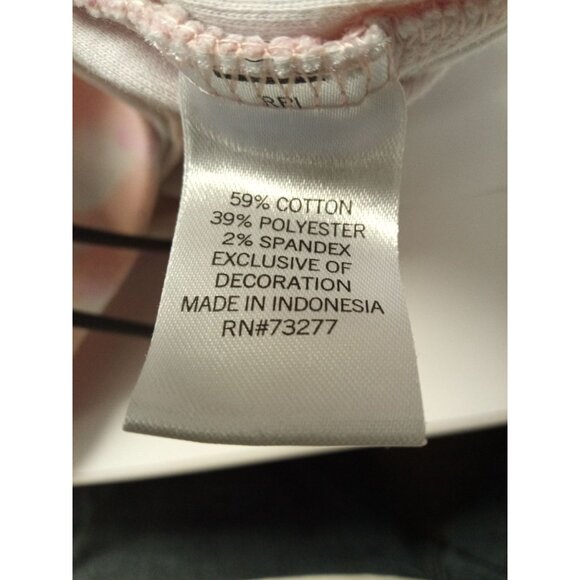 59% COTTON
39% POLYESTER
2% SPANDEX
EXCLUSIVE OF
DECORATION
MADE IN INDONESIA
RN#73277